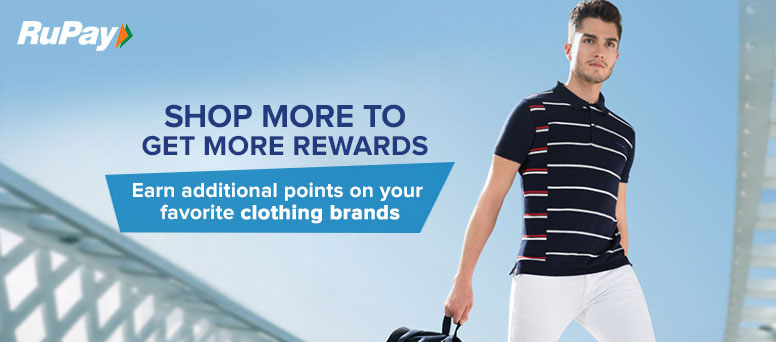 RuPay
SHOP MORE TO
GET MORE REWARDS
Earn additional points on your
favorite clothing brands